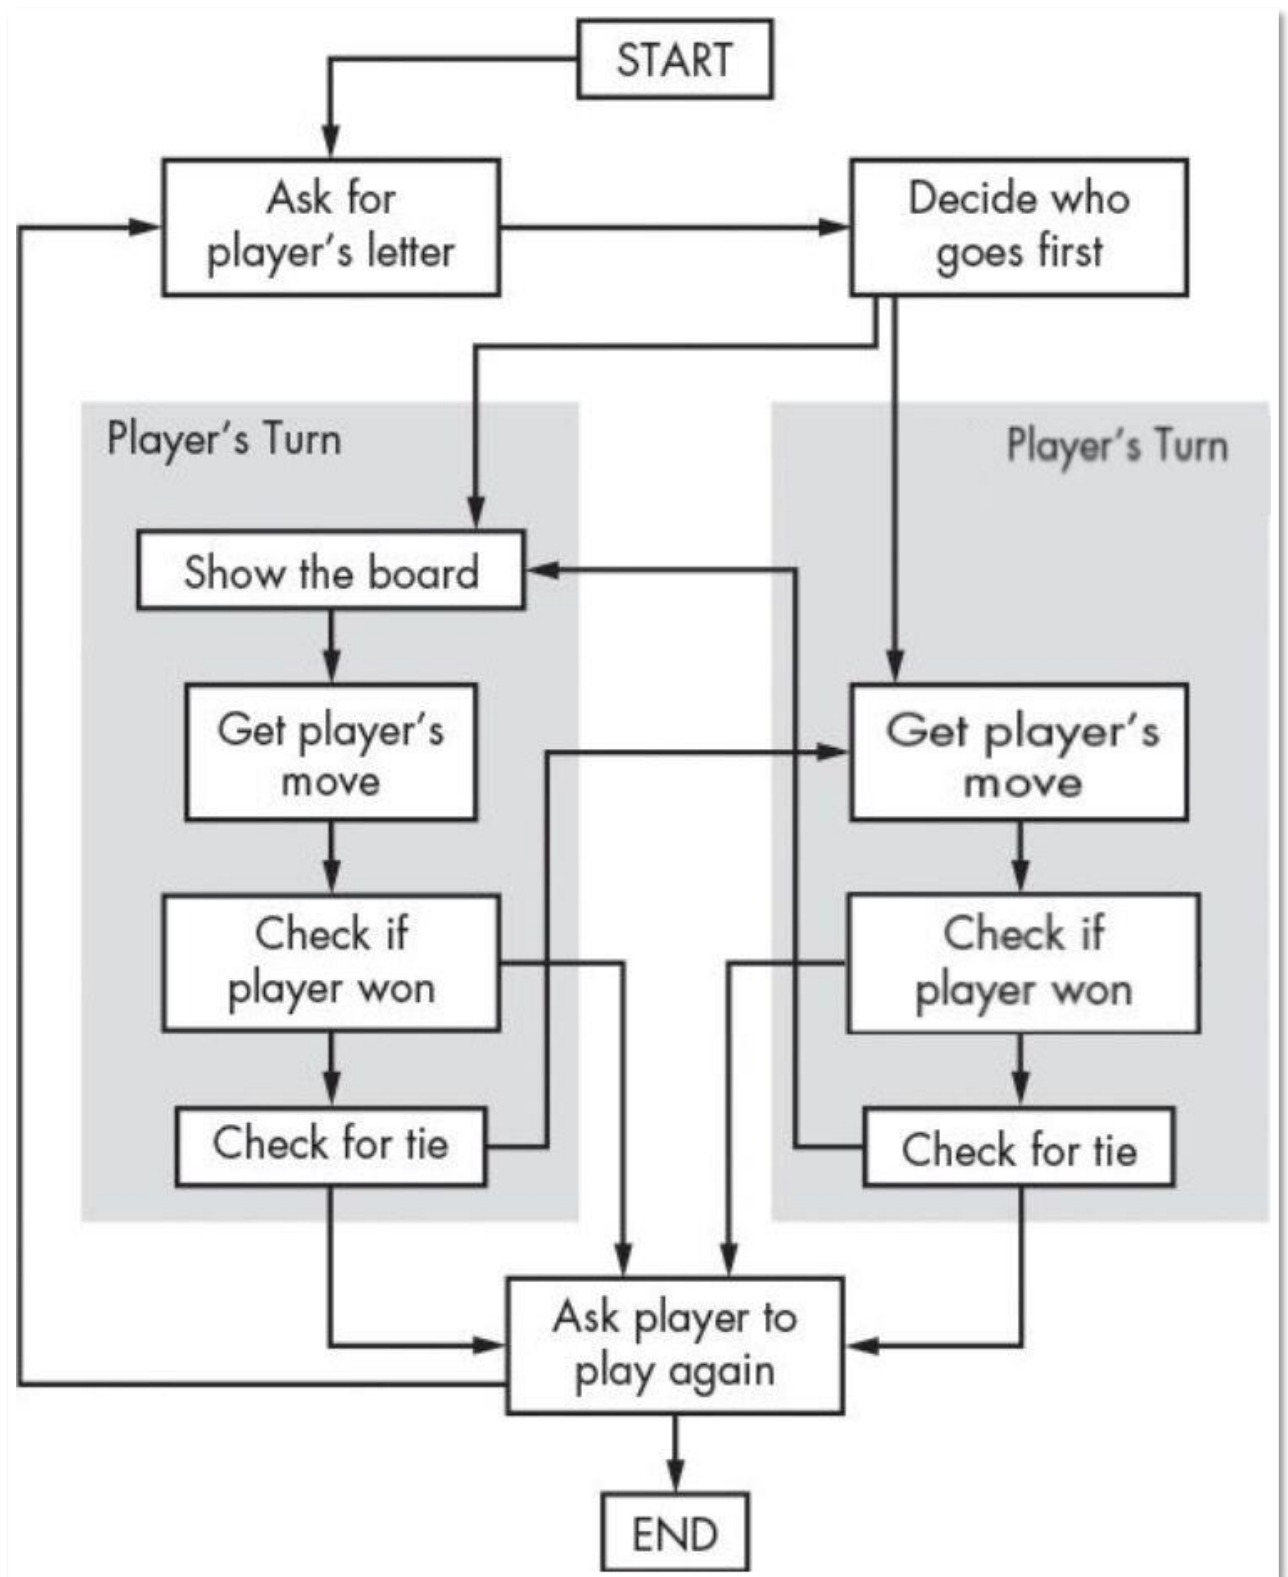 START
Ask for
player's letter
Decide who
goes first
Player's Turn
Show the board
Get player's
move
Check if
player won
Check for tie
Player's Turn
Get player's
move
Check if
player won
Check for tie
Ask player to
play again
END